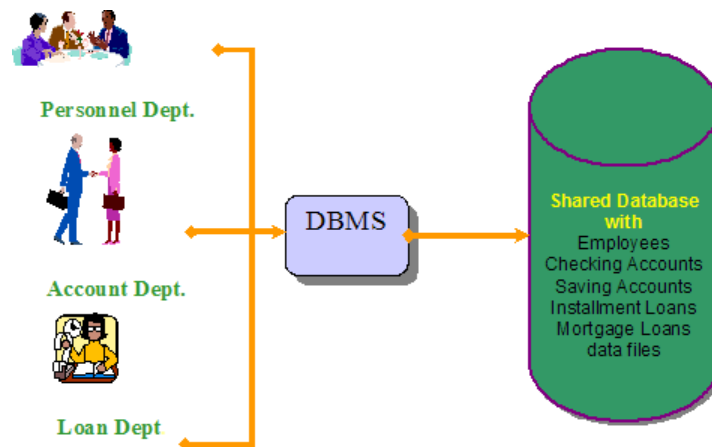 Personnel Dept.
Account Dept.
Loan Dept
DBMS
Shared Database
with
Employees
Checking Accounts
Saving Accounts
Installment Loans
Mortgage Loans
data files